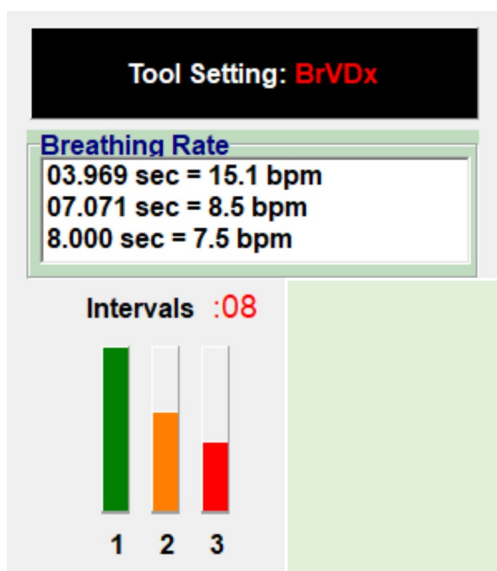 Tool Setting: BrVDx
Breathing Rate
03.969 sec = 15.1 bpm
07.071 sec = 8.5 bpm
8.000 sec = 7.5 bpm
Intervals :08
1 2 3